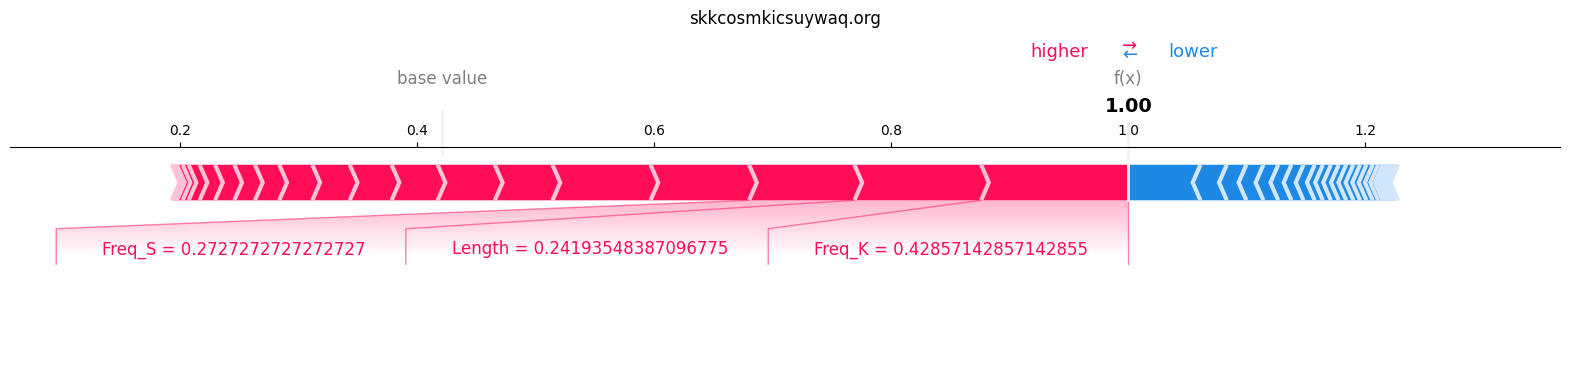 skkcosmkicsuywaq.org
higher ⇄ lower
base value f(x)
1.00
0.2 0.4 0.6 0.8 1.0 1.2
Freq_S = 0.2727272727272727 Length = 0.24193548387096775 Freq_K = 0.42857142857142855